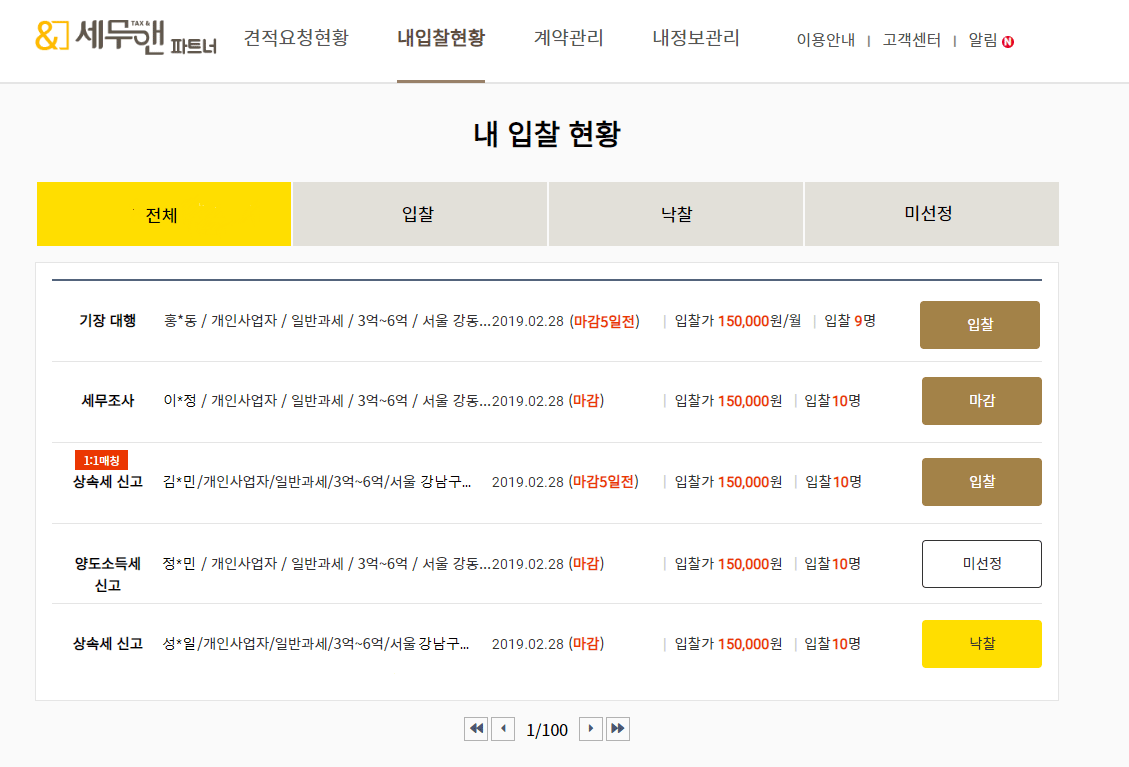 &] 세무앤 TAX & 파트너 견적요청현황 내입찰현황 계약관리 내정보관리 이용안내 | 고객센터 | 알림 N
내 입찰 현황
전체 입찰 낙찰 미선정
기장 대행 홍*동 / 개인사업자 / 일반과세 / 3억~6억 / 서울 강동...2019.02.28 (마감5일전) | 입찰가 150,000원/월 | 입찰 9명 입찰
세무조사 이*정 / 개인사업자 / 일반과세 / 3억~6억 / 서울 강동...2019.02.28 (마감) | 입찰가 150,000원 | 입찰10명 마감
1:1매칭
상속세 신고 김*민/개인사업자/일반과세/3억~6억/서울 강남구... 2019.02.28 (마감5일전) | 입찰가 150,000원 | 입찰10명 입찰
양도소득세 정*민 / 개인사업자 / 일반과세 / 3억~6억 / 서울 강동...2019.02.28 (마감) | 입찰가 150,000원 | 입찰10명 미선정
신고
상속세 신고 성*일/개인사업자/일반과세/3억~6억/서울 강남구... 2019.02.28 (마감) | 입찰가 150,000원 | 입찰10명 낙찰
1/100